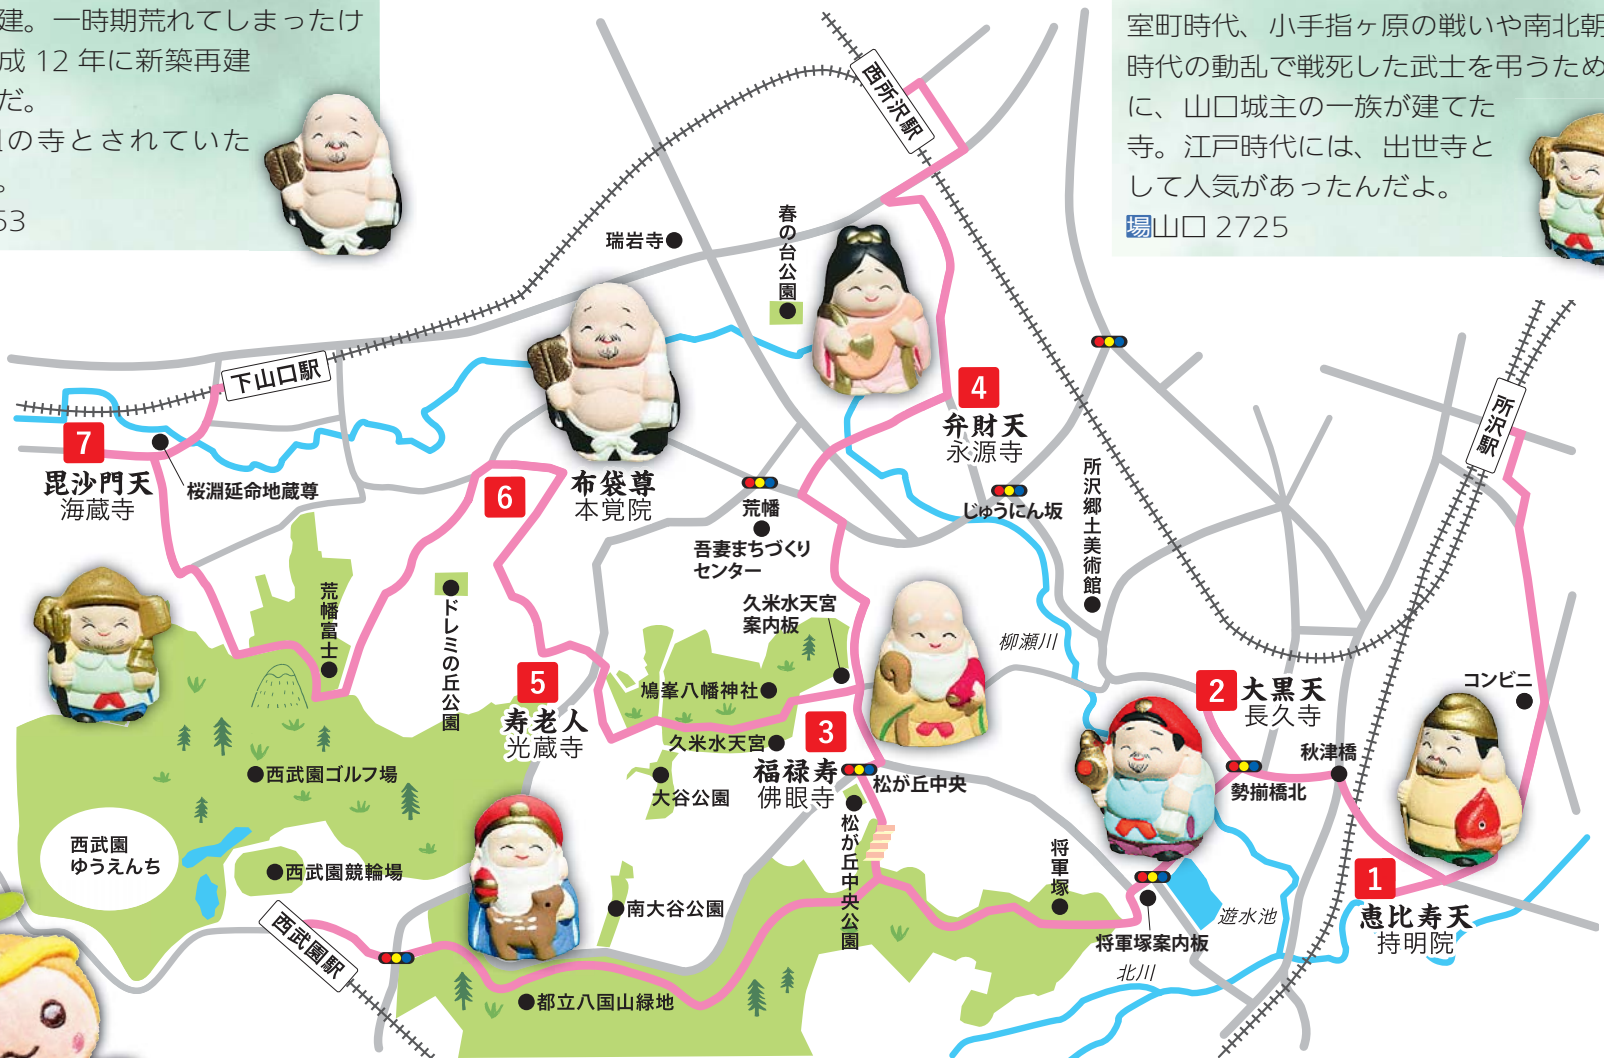 建。一時期荒れてしまったけ
成 12 年に新築再建
だ。
の寺とされていた
。
53
室町時代、小手指ヶ原の戦いや南北朝
時代の動乱で戦死した武士を弔うため
に、山口城主の一族が建てた
寺。江戸時代には、出世寺と
して人気があったんだよ。
場山口 2725
西所沢駅
春の台公園
瑞岩寺
下山口駅
所沢駅
7
毘沙門天
海蔵寺
桜淵延命地蔵尊
6
布袋尊
本覚院
4
弁財天
永源寺
じゅうにん坂
所沢郷土美術館
荒幡
吾妻まちづくり
センター
久米水天宮
案内板
柳瀬川
荒幡富士
ドレミの丘公園
5
寿老人
光蔵寺
鳩峯八幡神社
久米水天宮
大谷公園
3
福禄寿
佛眼寺
松が丘中央
松が丘中央公園
2
大黒天
長久寺
勢揃橋北
秋津橋
コンビニ
西武園ゴルフ場
西武園
ゆうえんち
西武園競輪場
西武園駅
南大谷公園
都立八国山緑地
将軍塚
将軍塚案内板
遊水池
北川
1
恵比寿天
持明院